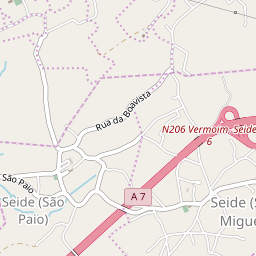 Rua da Boavista
N206 Vermoim; Seide
6
São Paio
A 7
Seide (São
Paio)
Seide (S
Migue